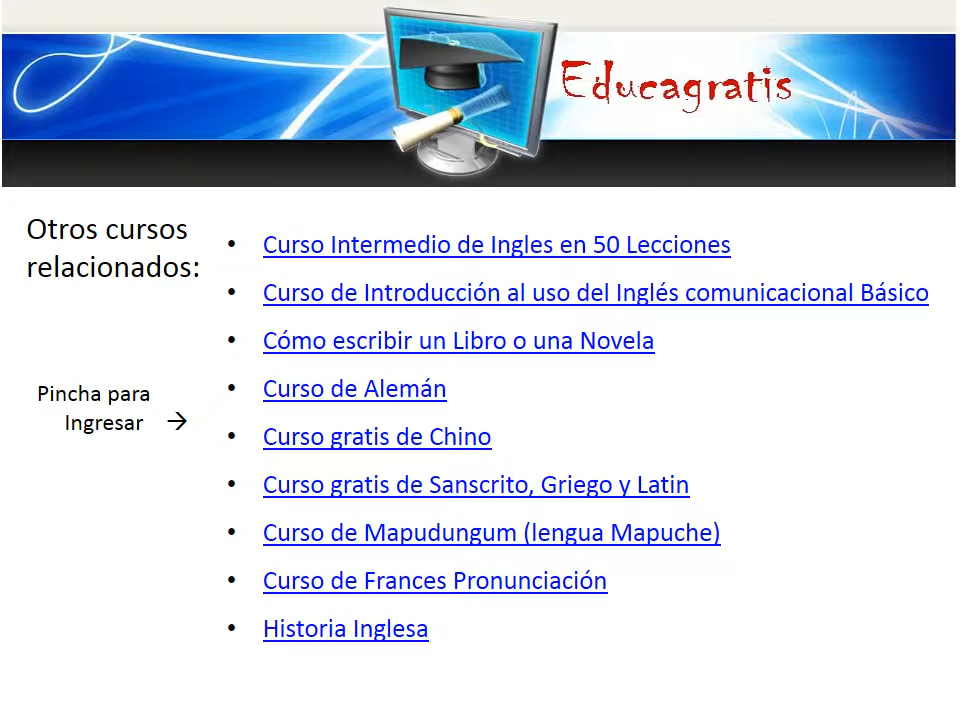 Educagratis
Otros cursos
relacionados:
• Curso Intermedio de Ingles en 50 Lecciones
• Curso de Introducción al uso del Inglés comunicacional Básico
• Cómo escribir un Libro o una Novela
Pincha para
Ingresar →
• Curso de Alemán
• Curso gratis de Chino
• Curso gratis de Sanscrito, Griego y Latin
• Curso de Mapudungum (lengua Mapuche)
• Curso de Frances Pronunciación
• Historia Inglesa